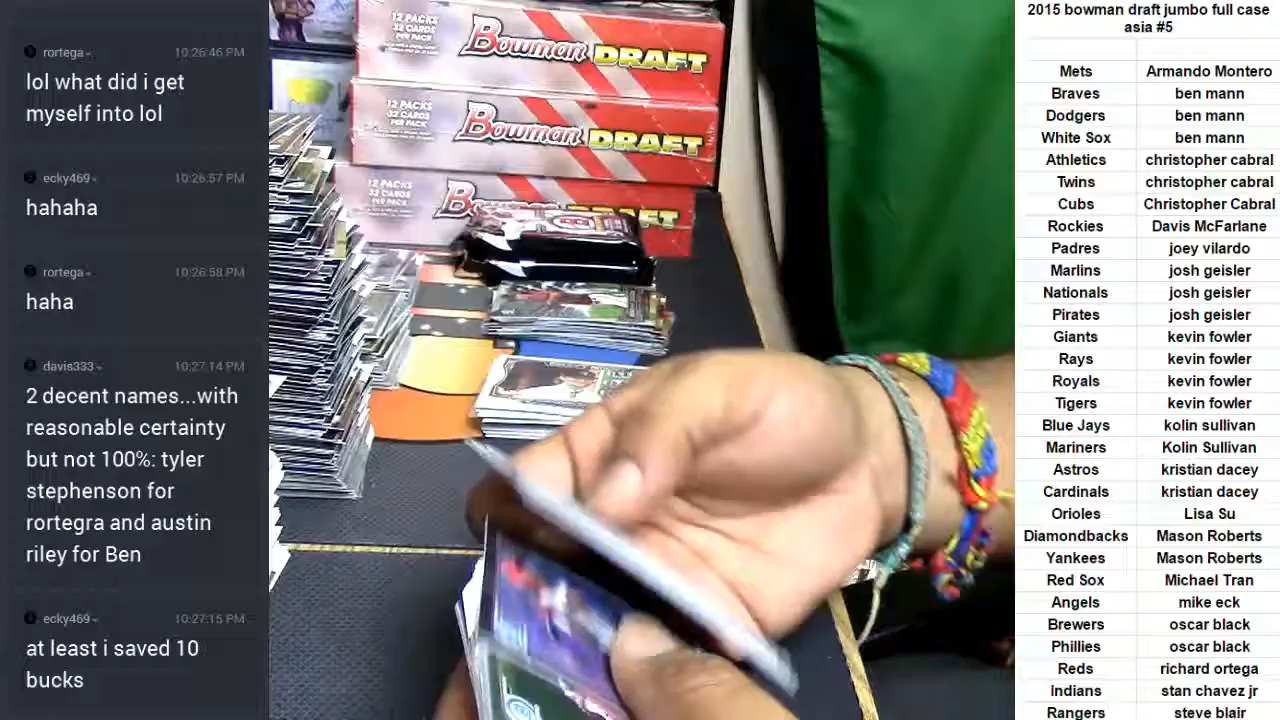 rortega 10:26:46 PM
lol what did i get
myself into lol
ecky469 10:26:57 PM
hahaha
rortega 10:26:58 PM
haha
davis333 10:27:14 PM
2 decent names...with
reasonable certainty
but not 100%: tyler
stephenson for
rortegra and austin
riley for Ben
ecky469 10:27:15 PM
at least i saved 10
bucks
12 PACKS
32 CARDS
PER PACK
Bowman DRAFT
12 PACKS
32 CARDS
PER PACK
Bowman DRAFT
12 PACKS
32 CARDS
PER PACK
2015 bowman draft jumbo full case
asia #5
Mets Armando Montero
Braves ben mann
Dodgers ben mann
White Sox ben mann
Athletics christopher cabral
Twins christopher cabral
Cubs Christopher Cabral
Rockies Davis McFarlane
Padres joey vilardo
Marlins josh geisler
Nationals josh geisler
Pirates josh geisler
Giants kevin fowler
Rays kevin fowler
Royals kevin fowler
Tigers kevin fowler
Blue Jays kolin sullivan
Mariners Kolin Sullivan
Astros kristian dacey
Cardinals kristian dacey
Orioles Lisa Su
Diamondbacks Mason Roberts
Yankees Mason Roberts
Red Sox Michael Tran
Angels mike eck
Brewers oscar black
Phillies oscar black
Reds richard ortega
Indians stan chavez jr
Rangers steve blair